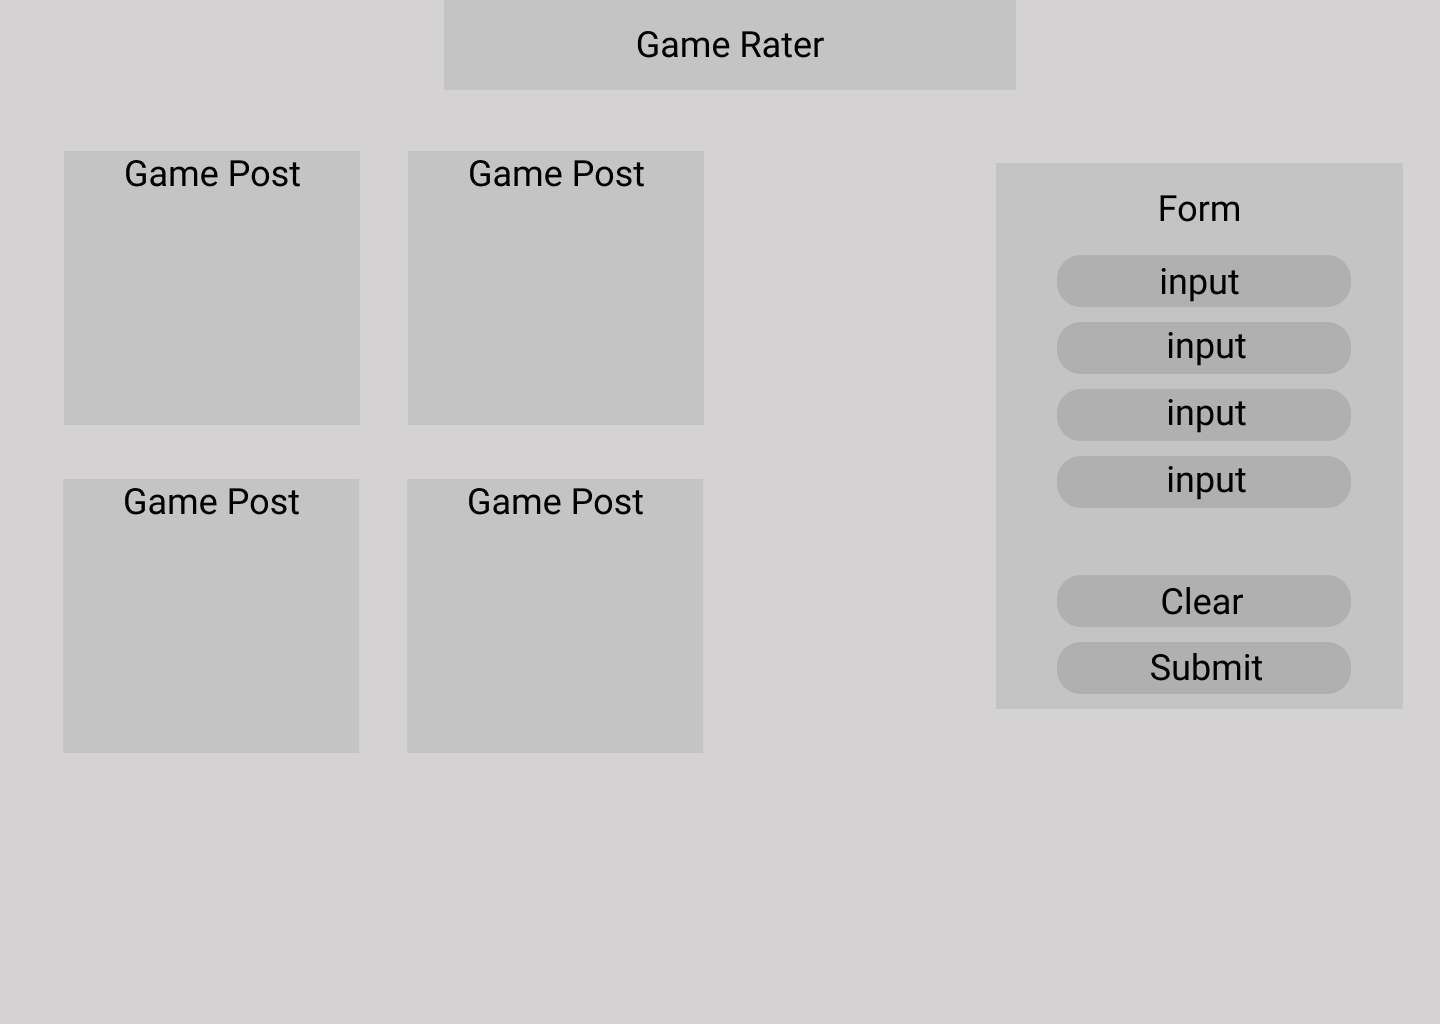 Game Rater
Game Post
Game Post
Game Post
Game Post
Form
input
input
input
input
Clear
Submit